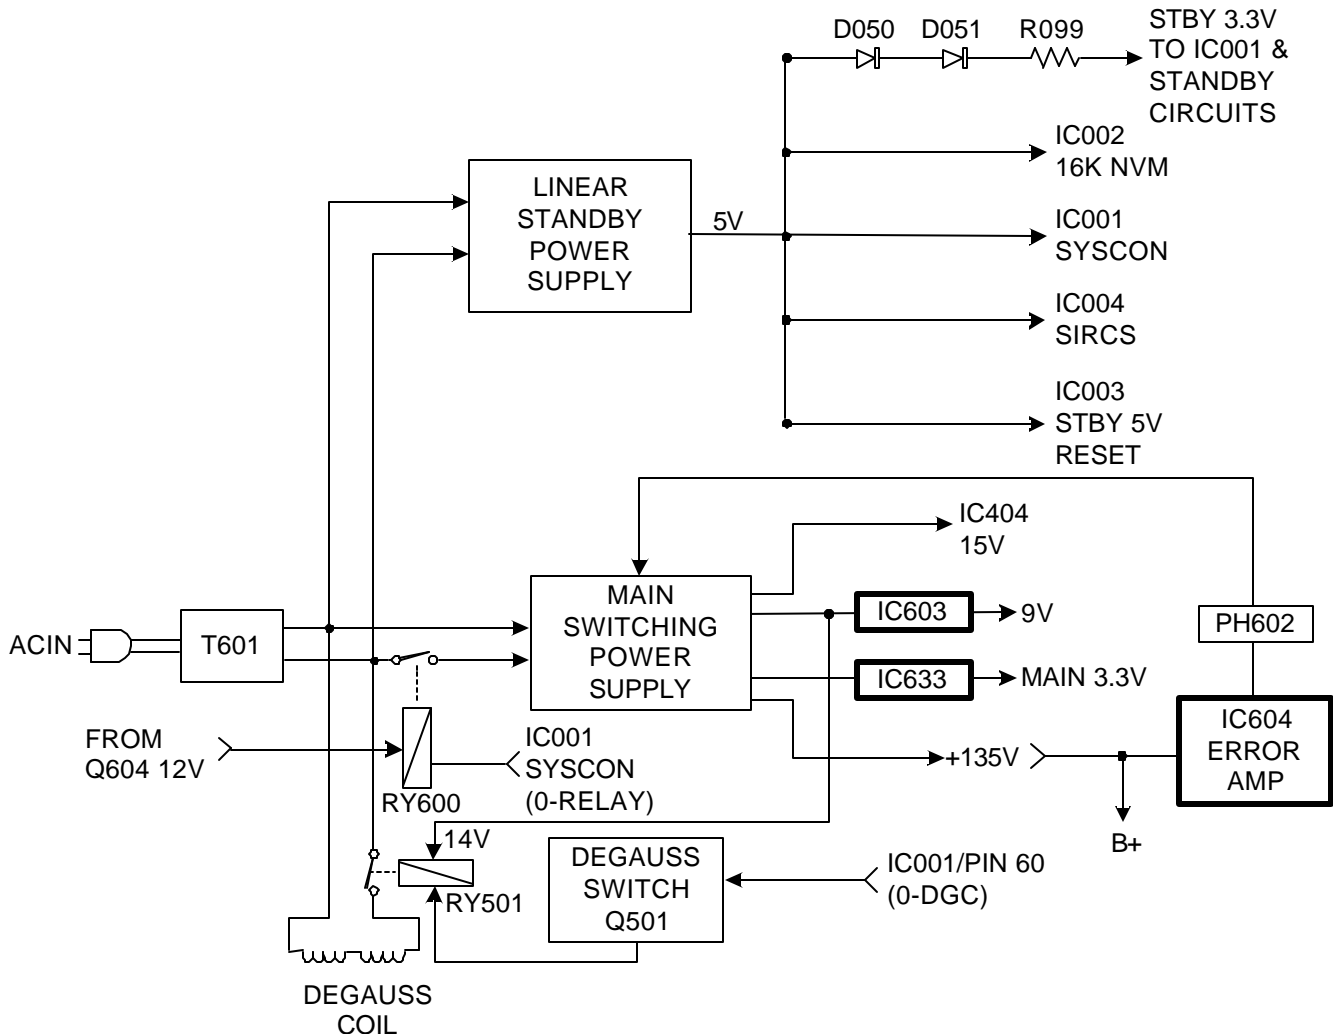 D050
D051
R099
STBY 3.3V
TO IC001 &
STANDBY
CIRCUITS
IC002
16K NVM
LINEAR
STANDBY
POWER
SUPPLY
5V
IC001
SYSCON
IC004
SIRCS
IC003
STBY 5V
RESET
IC404
15V
MAIN
SWITCHING
POWER
SUPPLY
IC603
9V
PH602
ACIN
T601
IC633
MAIN 3.3V
IC604
ERROR
AMP
FROM
Q604 12V
IC001
SYSCON
(0-RELAY)
+135V
RY600
B+
14V
DEGAUSS
SWITCH
Q501
IC001/PIN 60
(0-DGC)
RY501
DEGAUSS
COIL